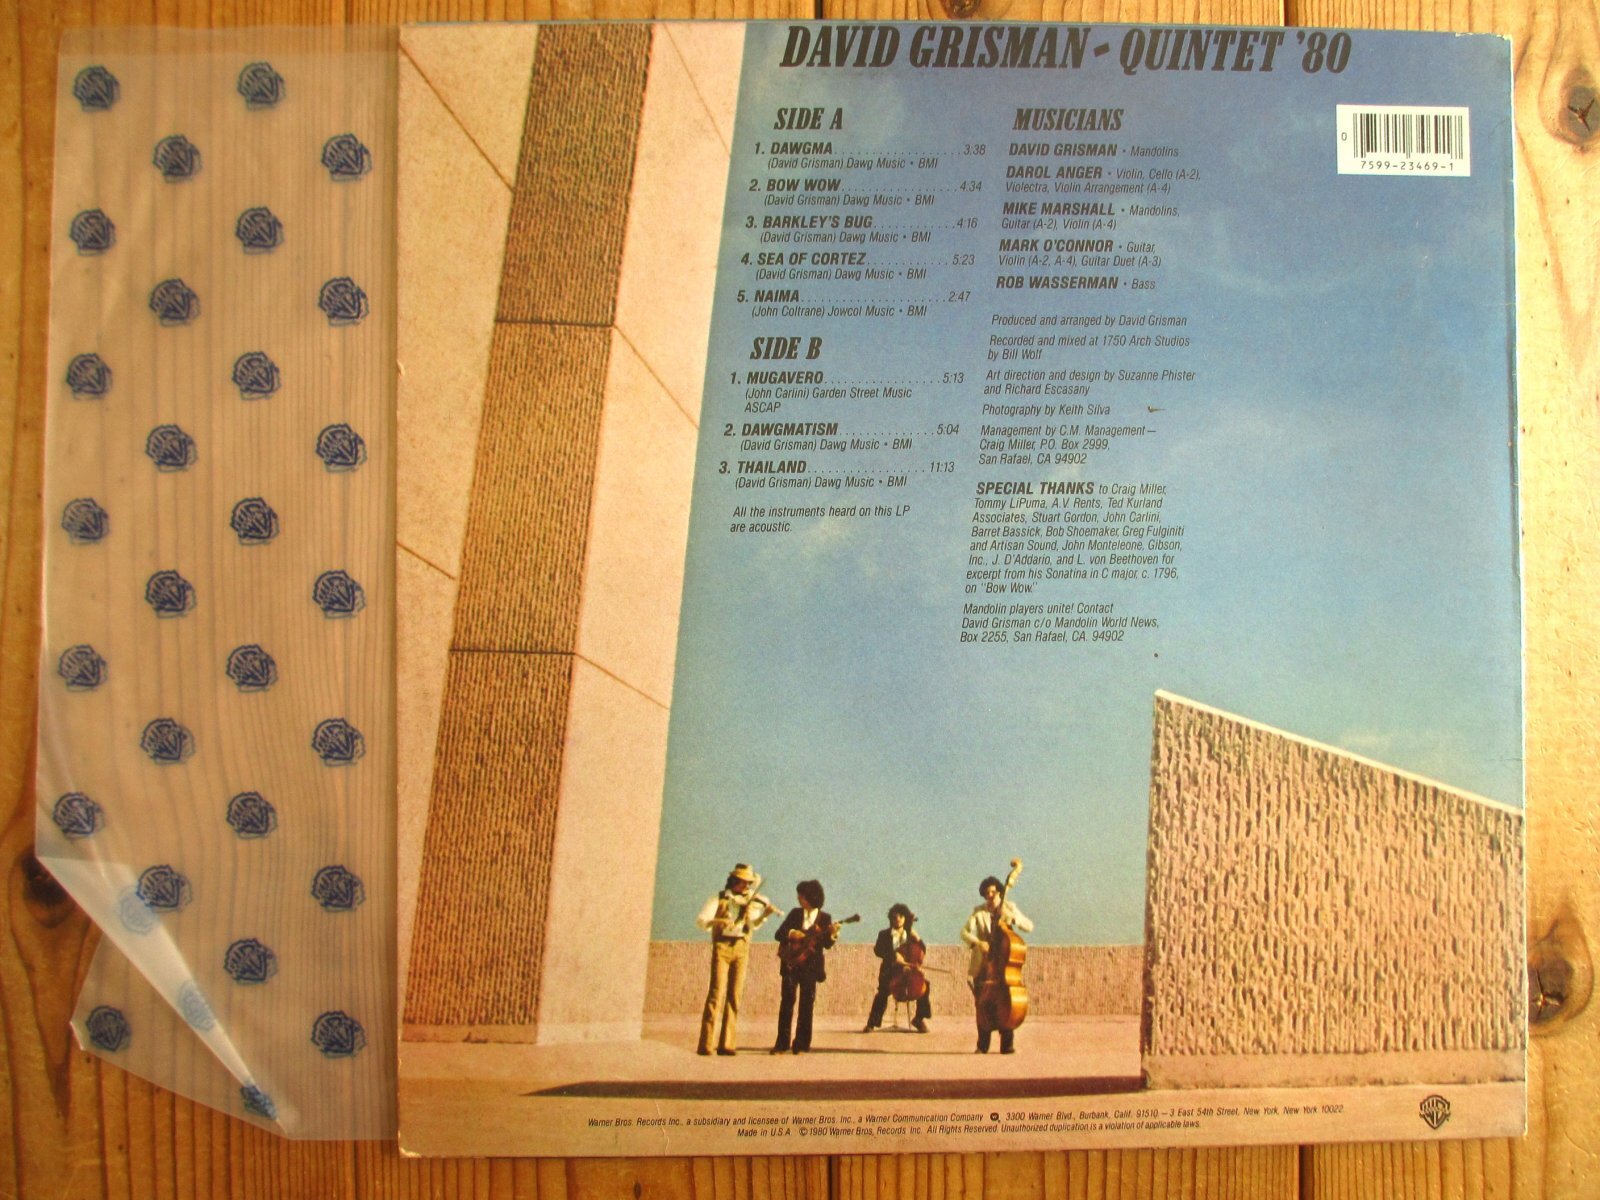 DAVID GRISMAN - QUINTET '80
SIDE A
1. DAWGMA.................3:38
(David Grisman) Dawg Music • BMI
2. BOW WOW.................4:34
(David Grisman) Dawg Music • BMI
3. BARKLEY'S BUG............4:16
(David Grisman) Dawg Music • BMI
4. SEA OF CORTEZ............5:23
(David Grisman) Dawg Music • BMI
5. NAIMA.....................2:47
(John Coltrane) Jowcol Music • BMI
SIDE B
1. MUGAVERO.................5:13
(John Carlini) Garden Street Music
ASCAP
2. DAWGMATISM..............5:04
(David Grisman) Dawg Music • BMI
3. THAILAND.................11:13
(David Grisman) Dawg Music • BMI
All the instruments heard on this LP
are acoustic.
MUSICIANS
DAVID GRISMAN • Mandolins
DAROL ANGER • Violin, Cello (A-2),
Violectra, Violin Arrangement (A-4)
MIKE MARSHALL • Mandolins,
Guitar (A-2), Violin (A-4)
MARK O'CONNOR • Guitar,
Violin (A-2, A-4), Guitar Duet (A-3)
ROB WASSERMAN • Bass
Produced and arranged by David Grisman
Recorded and mixed at 1750 Arch Studios
by Bill Wolf
Art direction and design by Suzanne Phister
and Richard Escasany
Photography by Keith Silva
Management by C.M. Management—
Craig Miller, P.O. Box 2999,
San Rafael, CA 94902
SPECIAL THANKS to Craig Miller,
Tommy LiPuma, A.V. Rents, Ted Kurland
Associates, Stuart Gordon, John Carlini,
Barret Bassick, Bob Shoemaker, Greg Fulginiti
and Artisan Sound, John Monteleone, Gibson,
Inc., J. D'Addario, and L. von Beethoven for
excerpt from his Sonatina in C major, c. 1796,
on "Bow Wow."
Mandolin players unite! Contact
David Grisman c/o Mandolin World News,
Box 2255, San Rafael, CA. 94902
0 7599-23469-1
Warner Bros. Records Inc., a subsidiary and licensee of Warner Bros. Inc., a Warner Communication Company 3300 Warner Blvd., Burbank, Calif. 91510 — 3 East 54th Street, New York, New York 10022
Made in U.S.A. ©1980 Warner Bros. Records Inc. All Rights Reserved. Unauthorized duplication is a violation of applicable laws.